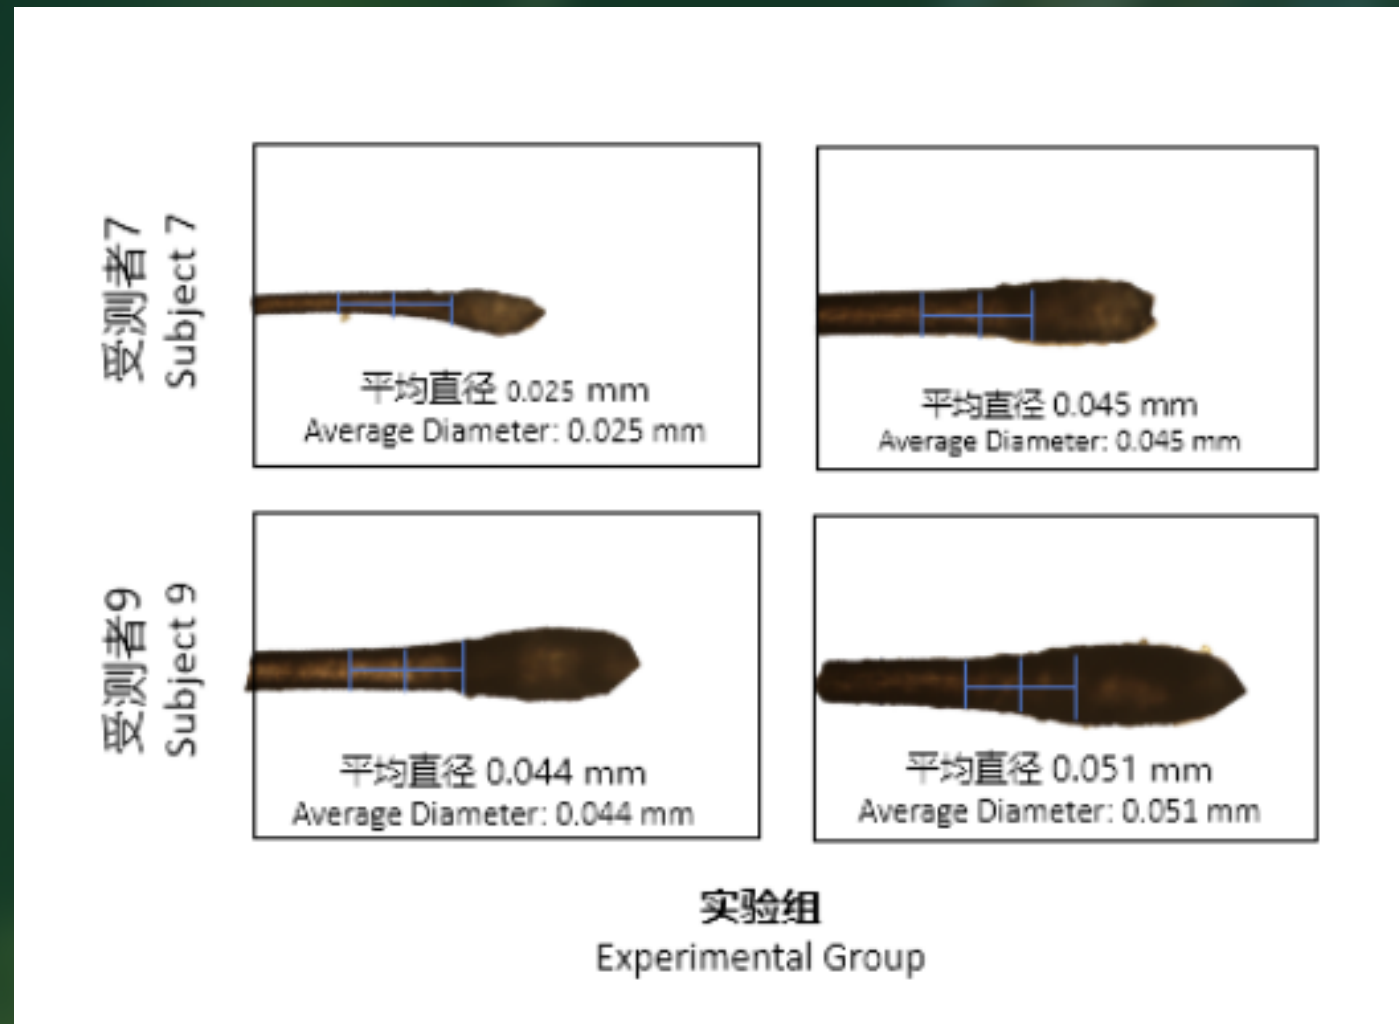 受测者7
Subject 7
平均直径 0.025 mm
Average Diameter: 0.025 mm
平均直径 0.045 mm
Average Diameter: 0.045 mm
受测者9
Subject 9
平均直径 0.044 mm
Average Diameter: 0.044 mm
平均直径 0.051 mm
Average Diameter: 0.051 mm
实验组
Experimental Group